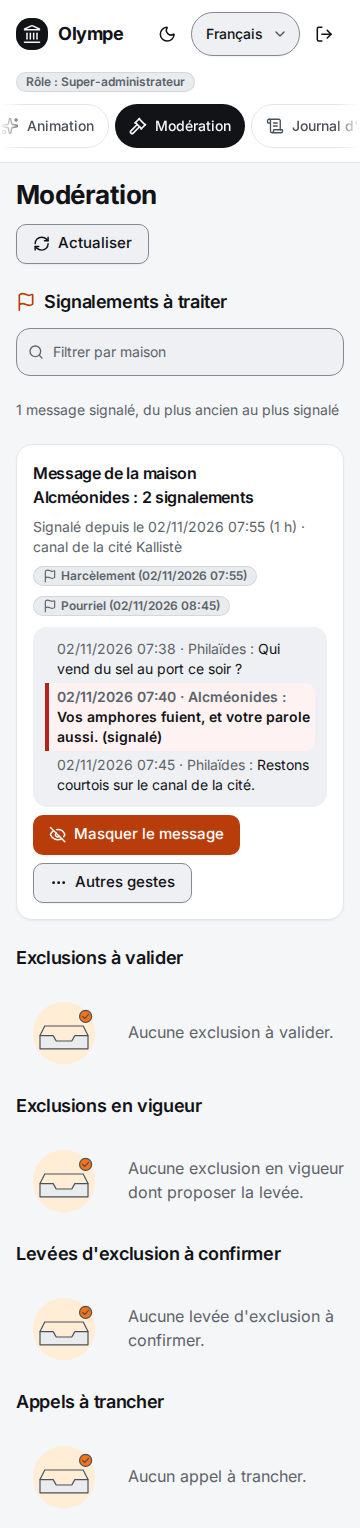 Olympe
Français
Rôle : Super-administrateur
Animation
Modération
Journal d'
Modération
Actualiser
Signalements à traiter
Filtrer par maison
1 message signalé, du plus ancien au plus signalé
Message de la maison
Alcméonides : 2 signalements
Signalé depuis le 02/11/2026 07:55 (1 h) ·
canal de la cité Kallistè
Harcèlement (02/11/2026 07:55)
Pourriel (02/11/2026 08:45)
02/11/2026 07:38 · Philaïdes : Qui
vend du sel au port ce soir ?
02/11/2026 07:40 · Alcméonides :
Vos amphores fuient, et votre parole
aussi. (signalé)
02/11/2026 07:45 · Philaïdes : Restons
courtois sur le canal de la cité.
Masquer le message
Autres gestes
Exclusions à valider
Aucune exclusion à valider.
Exclusions en vigueur
Aucune exclusion en vigueur
dont proposer la levée.
Levées d'exclusion à confirmer
Aucune levée d'exclusion à
confirmer.
Appels à trancher
Aucun appel à trancher.